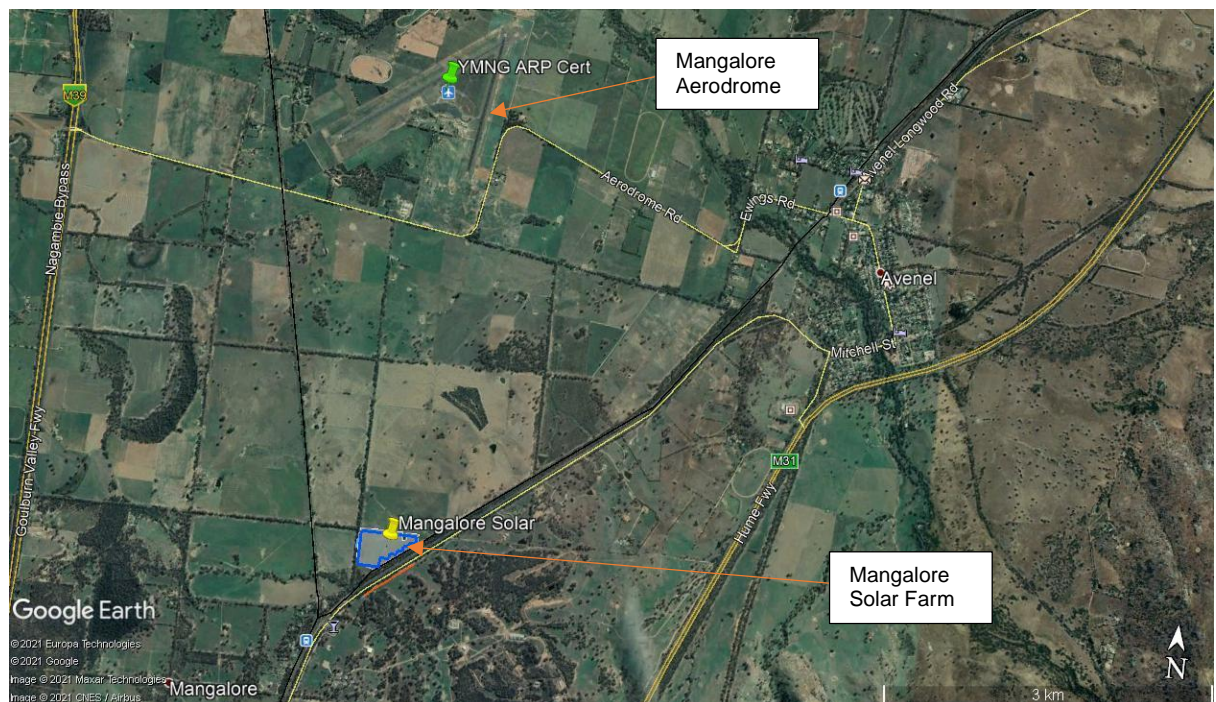 YMNG ARP Cert
Mangalore
Aerodrome
M39
Avenel-Longwood Rd
Nagambie Bypass
Aerodrome Rd
Ewings Rd
Avenel
Mitchell St
Goulburn Valley Fwy
M31
Hume Fwy
Mangalore Solar
Mangalore
Solar Farm
Google Earth
©2021 Europa Technologies
©2021 Google
Image © 2021 Maxar Technologies
Image © 2021 CNES / Airbus
Mangalore
N
3 km